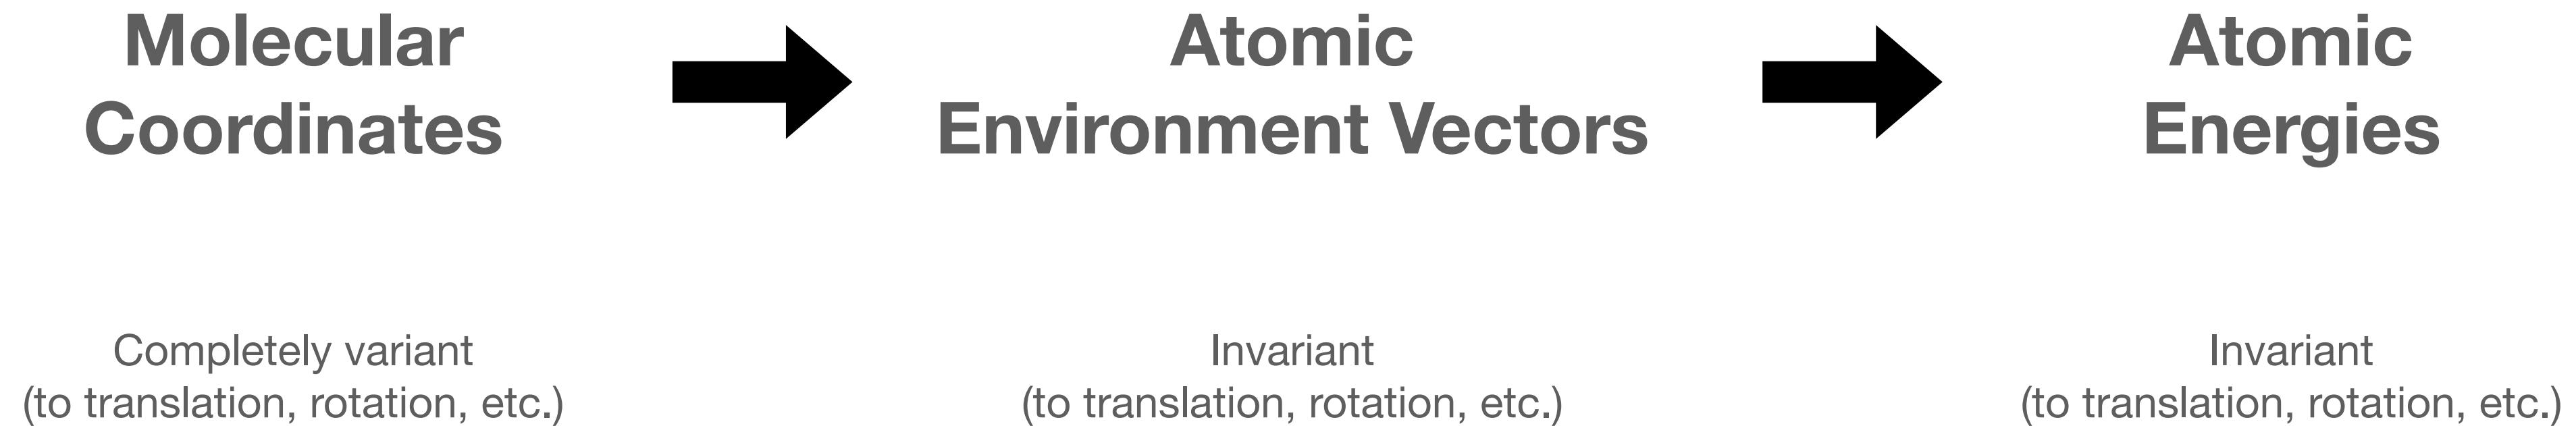 Molecular
Coordinates
Atomic
Environment Vectors
Atomic
Energies
Completely variant
(to translation, rotation, etc.)
Invariant
(to translation, rotation, etc.)
Invariant
(to translation, rotation, etc.)